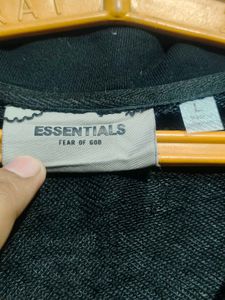 ESSENTIALS
FEAR OF GOD
L